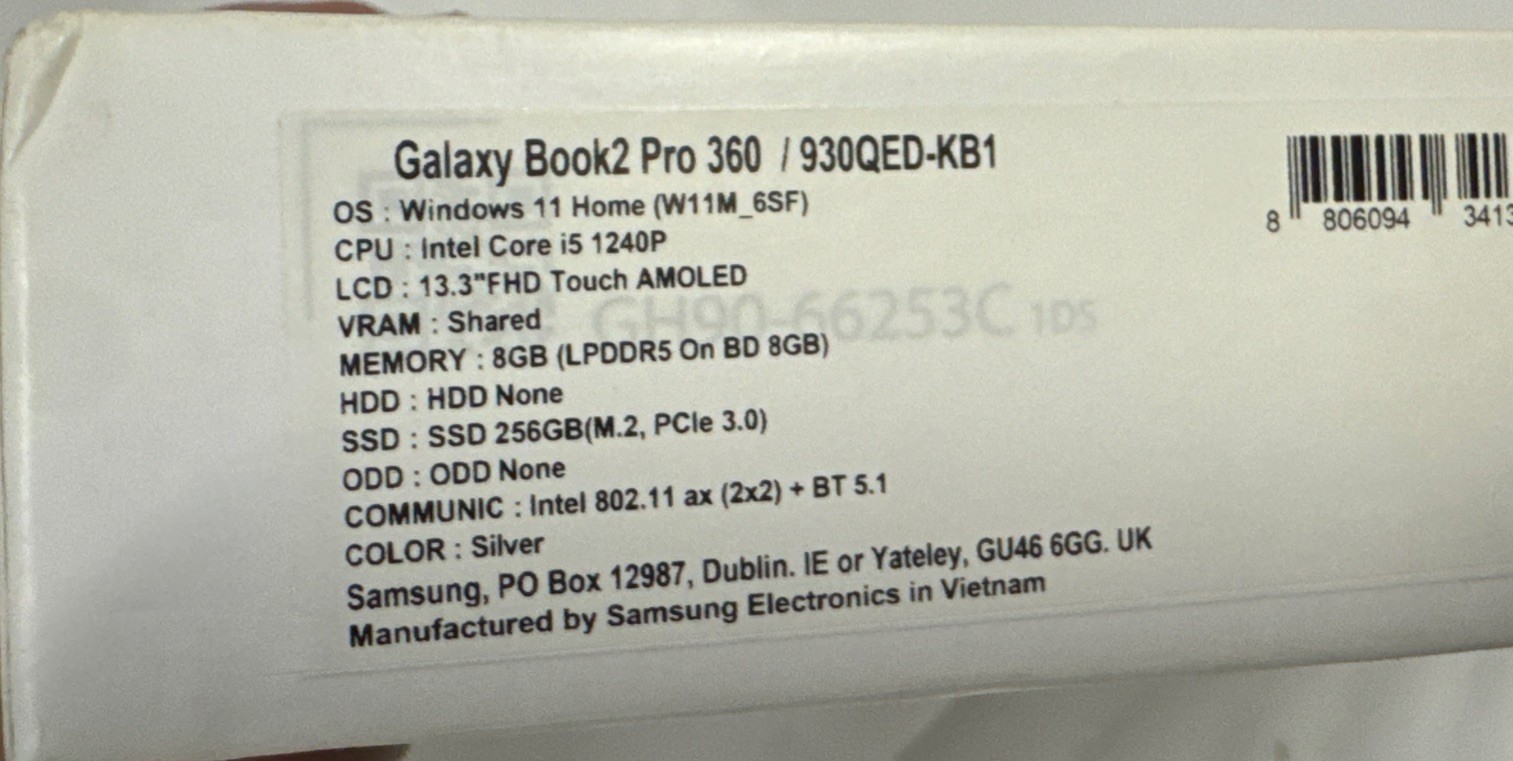 Galaxy Book2 Pro 360 / 930QED-KB1
OS : Windows 11 Home (W11M_6SF)
CPU : Intel Core i5 1240P
LCD : 13.3"FHD Touch AMOLED
VRAM : Shared
GH90-66253C 1DS
MEMORY : 8GB (LPDDR5 On BD 8GB)
HDD : HDD None
SSD : SSD 256GB(M.2, PCIe 3.0)
ODD : ODD None
COMMUNIC : Intel 802.11 ax (2x2) + BT 5.1
COLOR : Silver
Samsung, PO Box 12987, Dublin. IE or Yateley, GU46 6GG. UK
Manufactured by Samsung Electronics in Vietnam
8 806094 3413